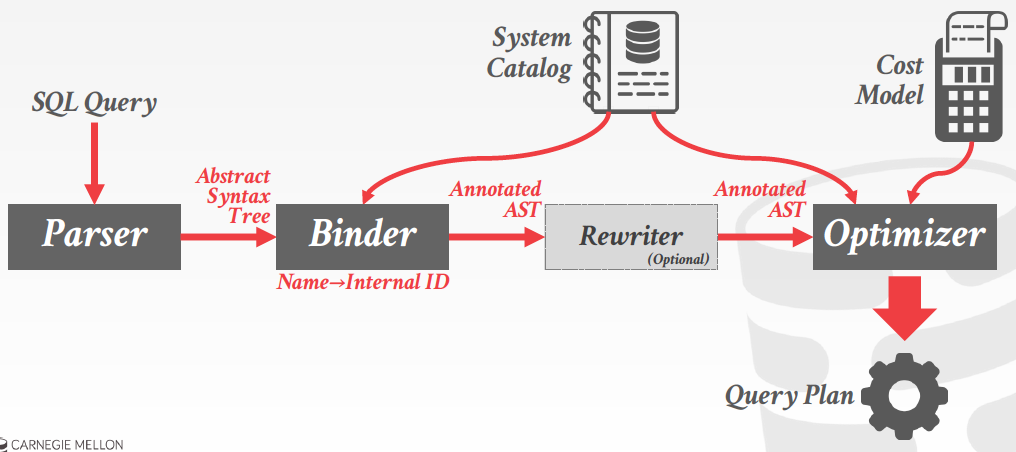 System
Catalog
Cost
Model
SQL Query
Abstract
Syntax
Tree
Annotated
AST
Annotated
AST
Parser
Binder
Rewriter
(Optional)
Optimizer
Name→Internal ID
Query Plan
CARNEGIE MELLON